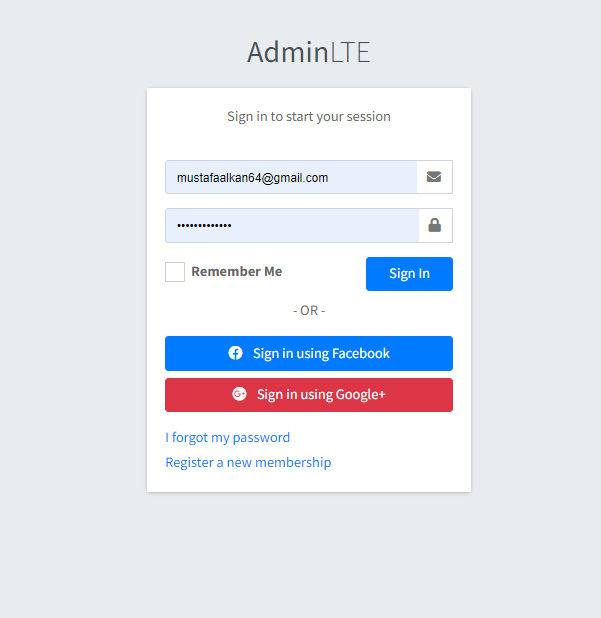 AdminLTE
Sign in to start your session
mustafaalkan64@gmail.com
•••••••••••••
Remember Me
Sign In
- OR -
Sign in using Facebook
Sign in using Google+
I forgot my password
Register a new membership